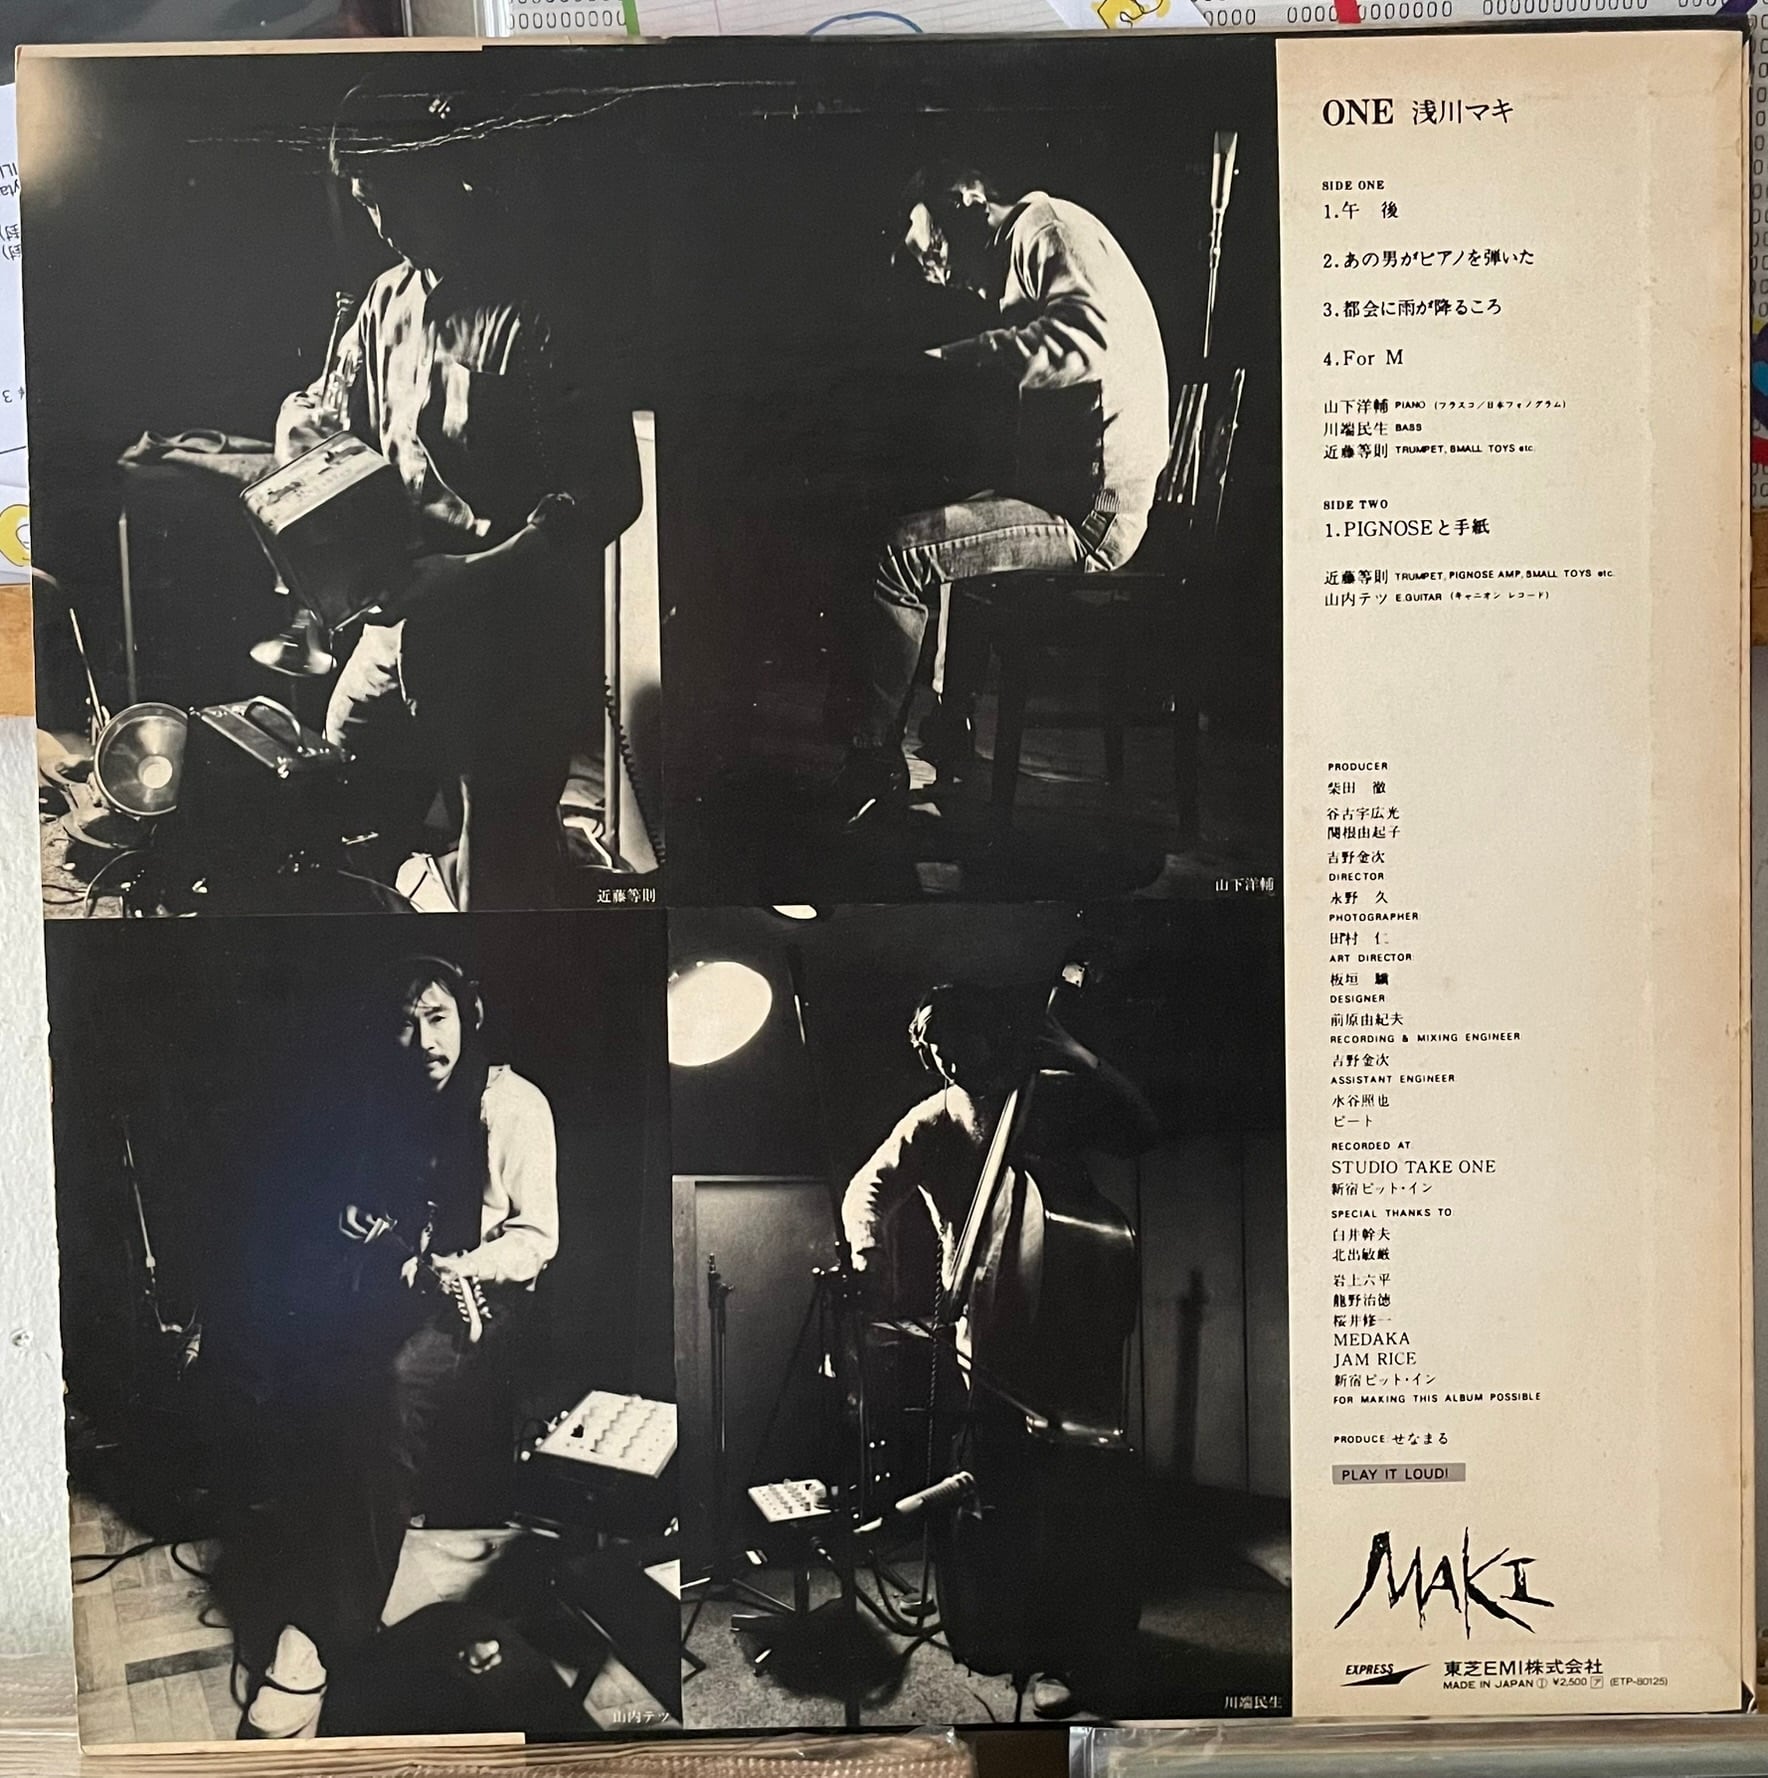 ONE 浅川マキ
SIDE ONE
1.午 後
2.あの男がピアノを弾いた
3.都会に雨が降るころ
4.For M
山下洋輔 PIANO (フラスコ/日本フォノグラム)
川端民生 BASS
近藤等則 TRUMPET, SMALL TOYS etc.
SIDE TWO
1.PIGNOSEと手紙
近藤等則 TRUMPET, PIGNOSE AMP, SMALL TOYS etc.
山内テツ E.GUITAR (キャニオン レコード)
PRODUCER
柴田 徹
谷古宇広光
関根由起子
吉野金次
DIRECTOR
永野 久
PHOTOGRAPHER
田村 仁
ART DIRECTOR
板垣
DESIGNER
前原由紀夫
RECORDING & MIXING ENGINEER
吉野金次
ASSISTANT ENGINEER
水谷照也
ビート
RECORDED AT
STUDIO TAKE ONE
新宿ピット・イン
SPECIAL THANKS TO
白井幹夫
北出敏厳
岩上六平
龍野治徳
桜井修一
MEDAKA
JAM RICE
新宿ピット・イン
FOR MAKING THIS ALBUM POSSIBLE
PRODUCE: せなまる
PLAY IT LOUD!
MAKI
EXPRESS 東芝EMI株式会社
MADE IN JAPAN Ⓘ ¥2,500 ア (ETP-80125)
近藤等則
山下洋輔
山内テツ
川端民生